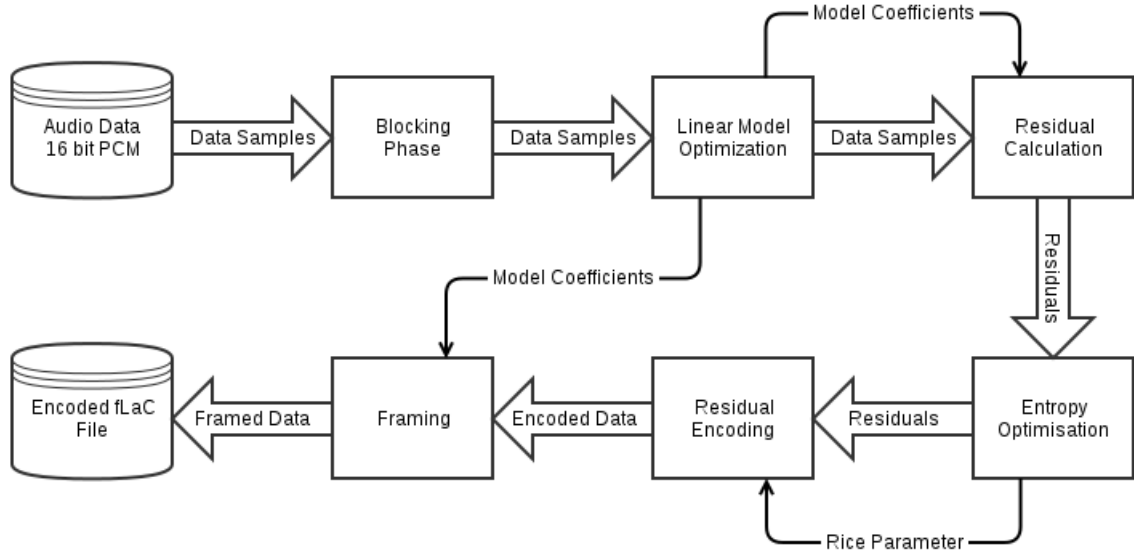 Model Coefficients
Audio Data
16 bit PCM
Data Samples
Blocking
Phase
Data Samples
Linear Model
Optimization
Data Samples
Residual
Calculation
Residuals
Model Coefficients
Encoded fLaC
File
Framed Data
Framing
Encoded Data
Residual
Encoding
Residuals
Entropy
Optimisation
Rice Parameter